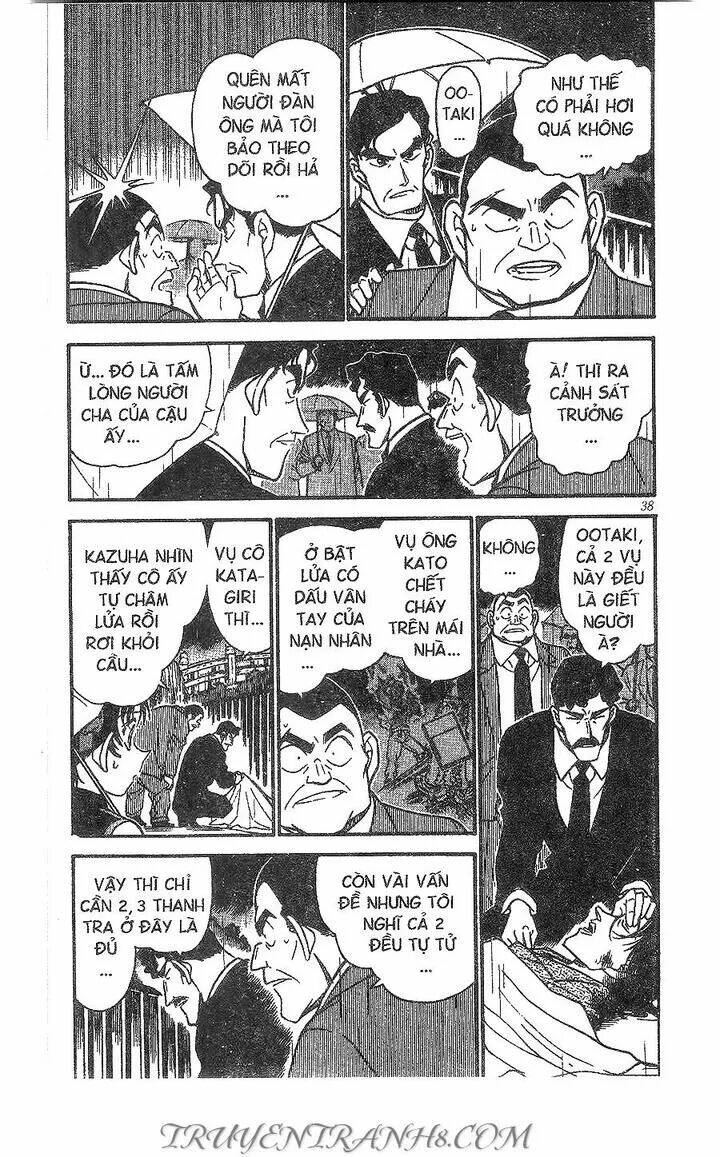 NHƯ THẾ
CÓ PHẢI HƠI
QUÁ KHÔNG
...
OO-
TAKI
...
QUÊN MẤT
NGƯỜI ĐÀN
ÔNG MÀ TÔI
BẢO THEO
DÕI RỒI HẢ
...
À! THÌ RA
CẢNH SÁT
TRƯỞNG
...
Ừ... ĐÓ LÀ TẤM
LÒNG NGƯỜI
CHA CỦA CẬU
ẤY...
38
OOTAKI,
CẢ 2 VỤ
NÀY ĐỀU
LÀ GIẾT
NGƯỜI
À?
KHÔNG
...
VỤ ÔNG
KATO
CHẾT
CHÁY
TRÊN MÁI
NHÀ...
Ở BẬT
LỬA CÓ
DẤU VÂN
TAY CỦA
NẠN NHÂN
...
VỤ CÔ
KATA-
GIRI
THÌ...
KAZUHA NHÌN
THẤY CÔ ẤY
TỰ CHÂM
LỬA RỒI
RƠI KHỎI
CẦU...
CÒN VÀI VẤN
ĐỀ NHƯNG TÔI
NGHĨ CẢ 2
ĐỀU TỰ TỬ
...
VẬY THÌ CHỈ
CẦN 2, 3 THANH
TRA Ở ĐÂY LÀ
ĐỦ
...
TRUYENTRANH8.COM